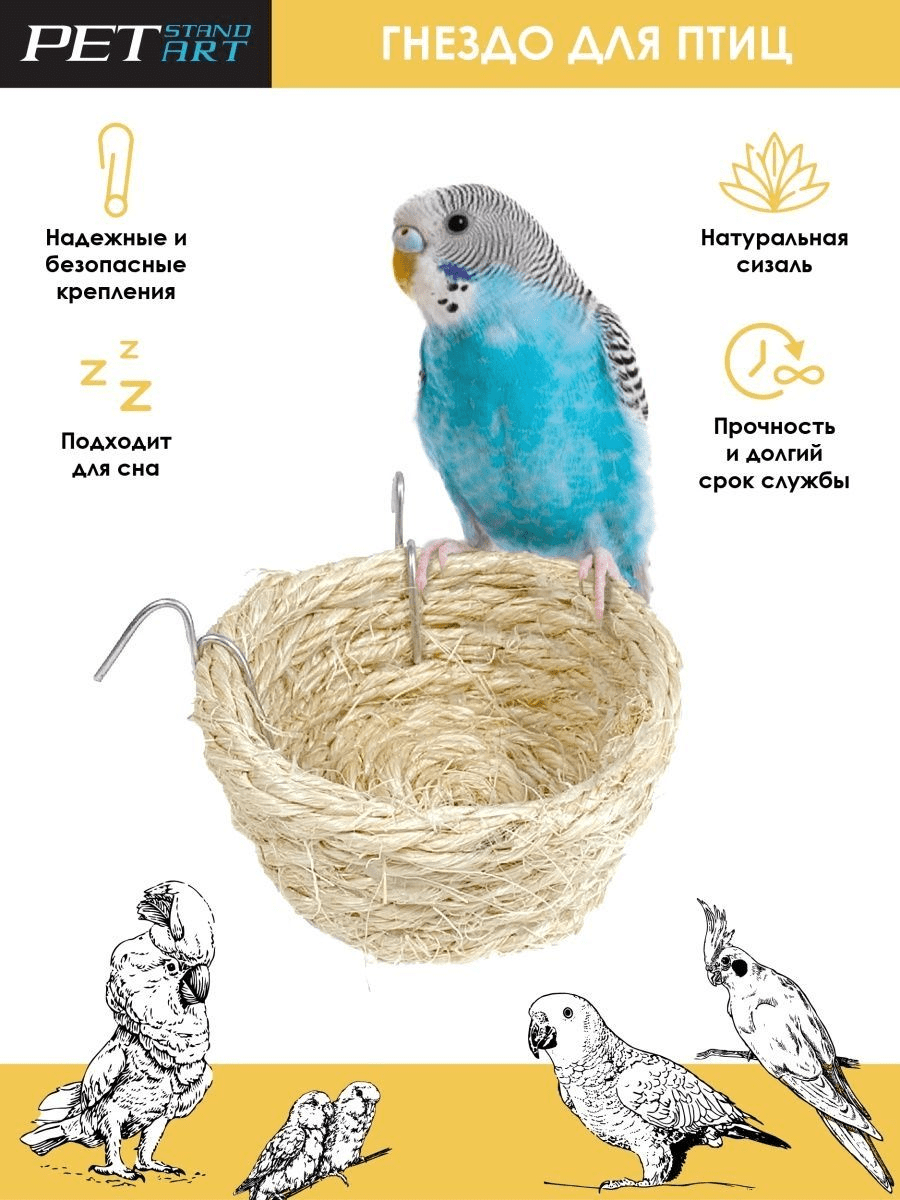 PET STAND ART
ГНЕЗДО ДЛЯ ПТИЦ
Надежные и
безопасные
крепления
Натуральная
сизаль
z z z
Подходит
для сна
Прочность
и долгий
срок службы